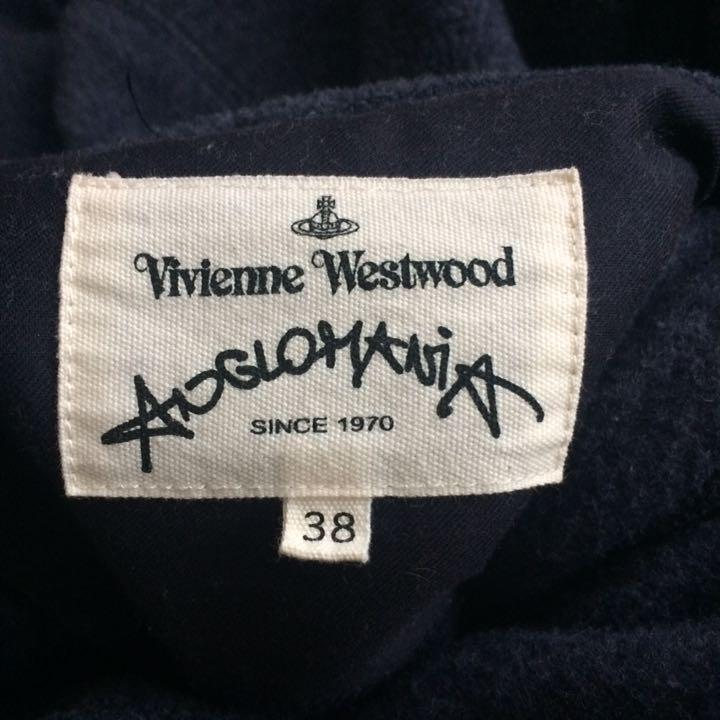 Vivienne Westwood
ANGLOMANiA
SINCE 1970
38